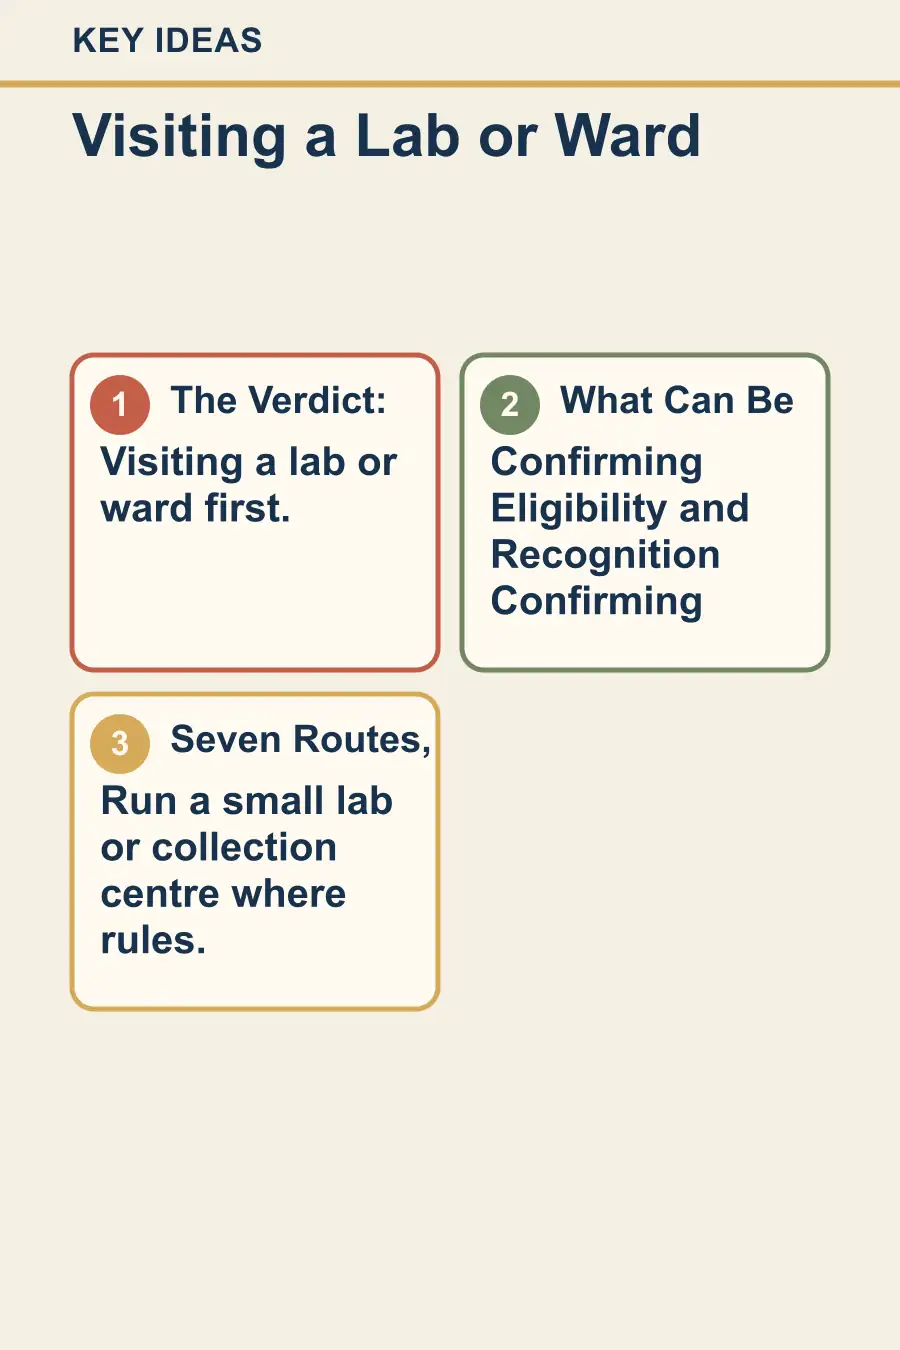 KEY IDEAS
Visiting a Lab or Ward
1 The Verdict:
Visiting a lab or
ward first.
2 What Can Be
Confirming
Eligibility and
Recognition
Confirming
3 Seven Routes,
Run a small lab
or collection
centre where
rules.